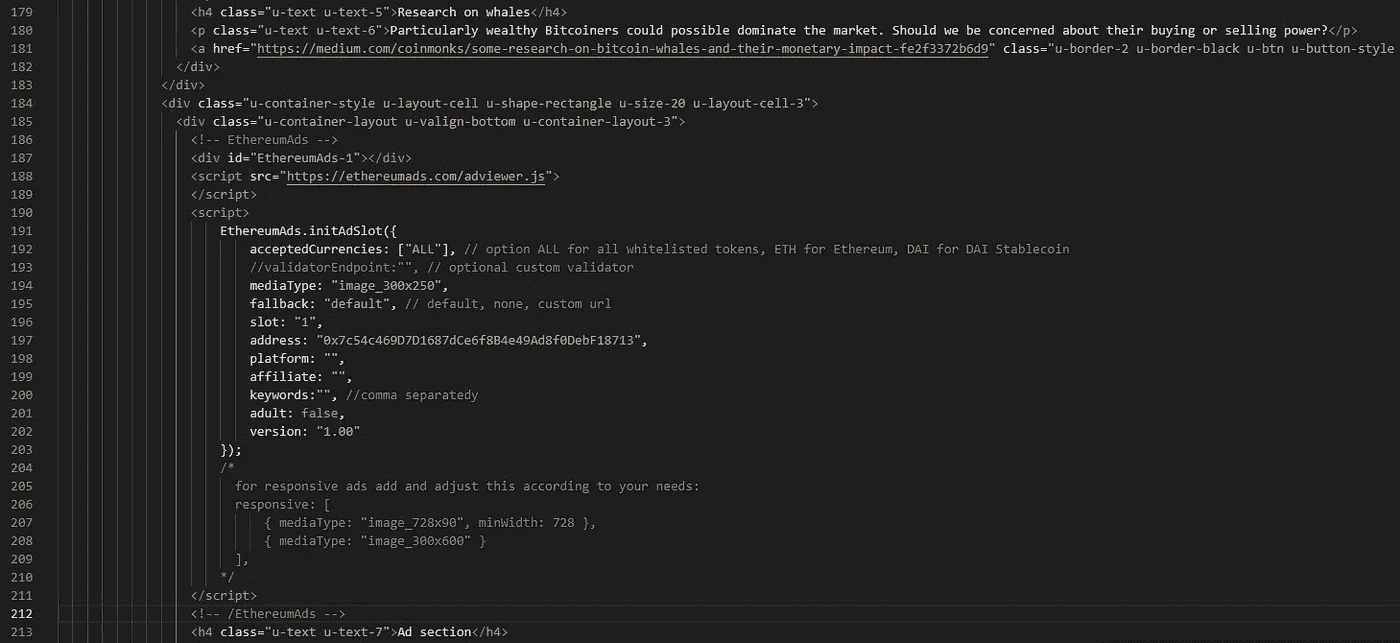 179 <h4 class="u-text u-text-5">Research on whales</h4>
180 <p class="u-text u-text-6">Particularly wealthy Bitcoiners could possible dominate the market. Should we be concerned about their buying or selling power?</p>
181 <a href="https://medium.com/coinmonks/some-research-on-bitcoin-whales-and-their-monetary-impact-fe2f3372b6d9" class="u-border-2 u-border-black u-btn u-button-style
182 </div>
183 </div>
184 <div class="u-container-style u-layout-cell u-shape-rectangle u-size-20 u-layout-cell-3">
185 <div class="u-container-layout u-valign-bottom u-container-layout-3">
186 <!-- EthereumAds -->
187 <div id="EthereumAds-1"></div>
188 <script src="https://ethereumads.com/adviewer.js">
189 </script>
190 <script>
191 EthereumAds.initAdSlot({
192 acceptedCurrencies: ["ALL"], // option ALL for all whitelisted tokens, ETH for Ethereum, DAI for DAI Stablecoin
193 //validatorEndpoint:"", // optional custom validator
194 mediaType: "image_300x250",
195 fallback: "default", // default, none, custom url
196 slot: "1",
197 address: "0x7c54c469D7D1687dCe6f8B4e49Ad8f0DebF18713",
198 platform: "",
199 affiliate: "",
200 keywords:"", //comma separatedy
201 adult: false,
202 version: "1.00"
203 });
204 /*
205 for responsive ads add and adjust this according to your needs:
206 responsive: [
207 { mediaType: "image_728x90", minWidth: 728 },
208 { mediaType: "image_300x600" }
209 ],
210 */
211 </script>
212 <!-- /EthereumAds -->
213 <h4 class="u-text u-text-7">Ad section</h4>